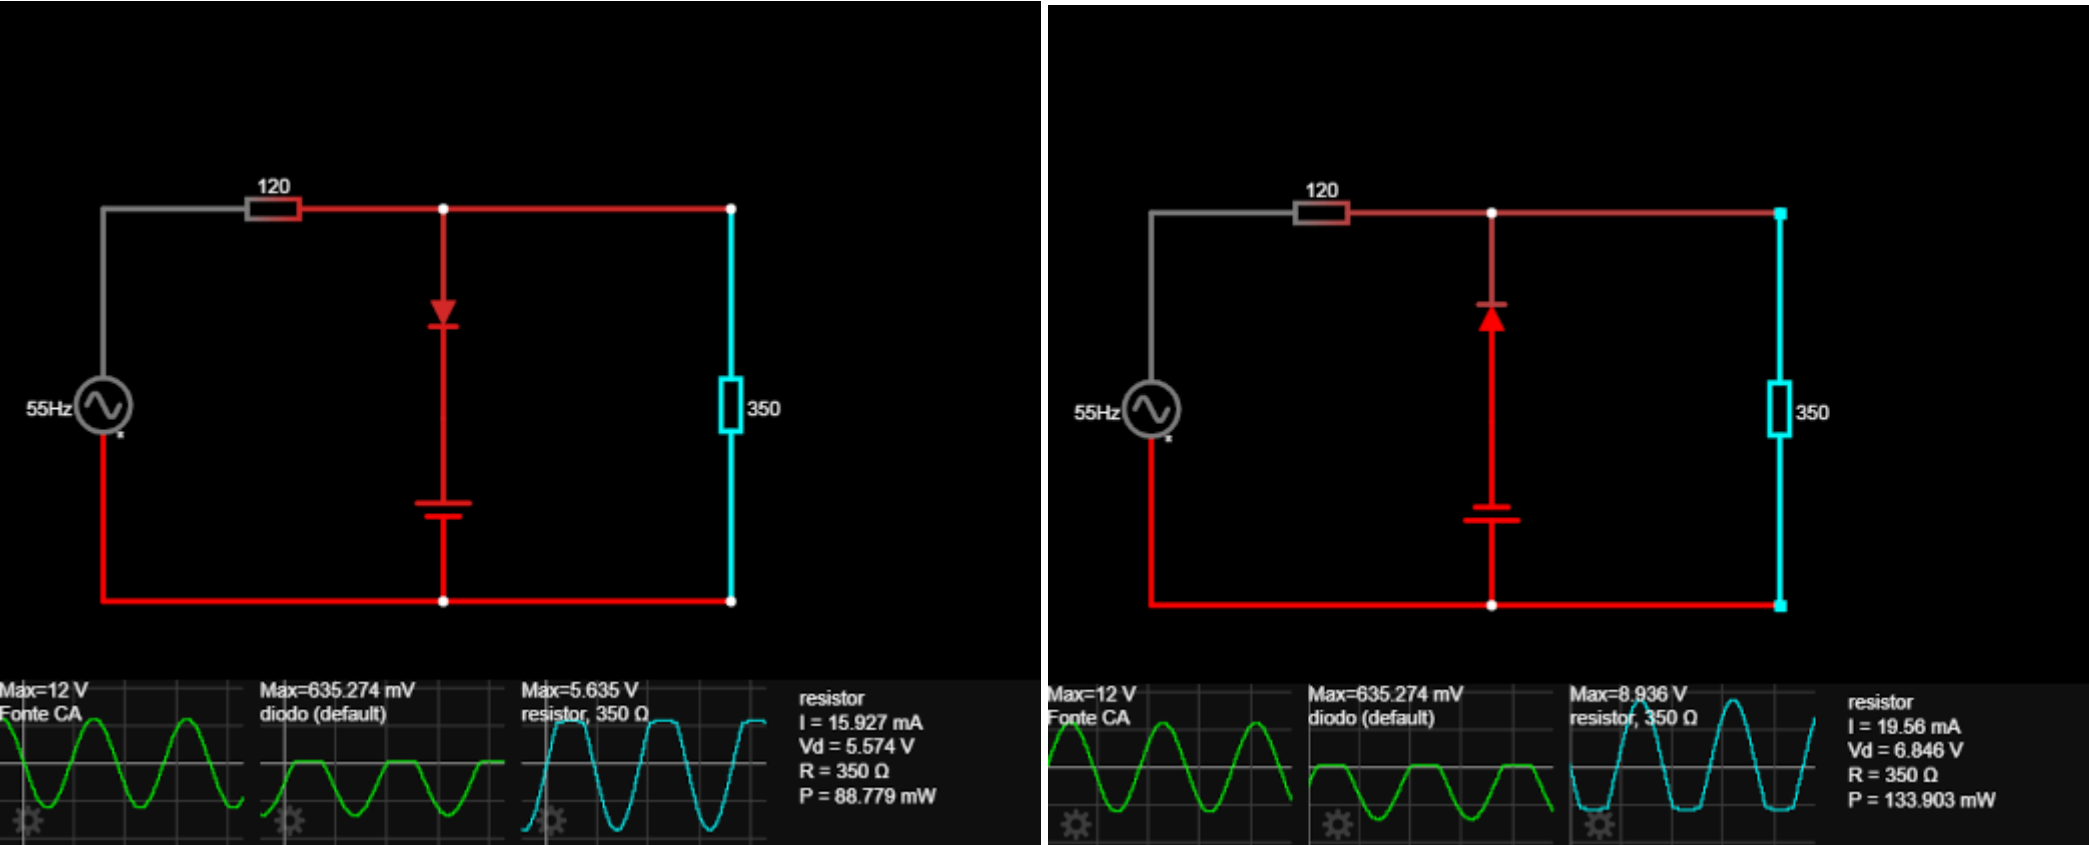 120
55Hz
350
Max=12 V
Fonte CA
Max=635.274 mV
diodo (default)
Max=5.635 V
resistor, 350 Ω
resistor
I = 15.927 mA
Vd = 5.574 V
R = 350 Ω
P = 88.779 mW
120
55Hz
350
Max=12 V
Fonte CA
Max=635.274 mV
diodo (default)
Max=8.936 V
resistor, 350 Ω
resistor
I = 19.56 mA
Vd = 6.846 V
R = 350 Ω
P = 133.903 mW